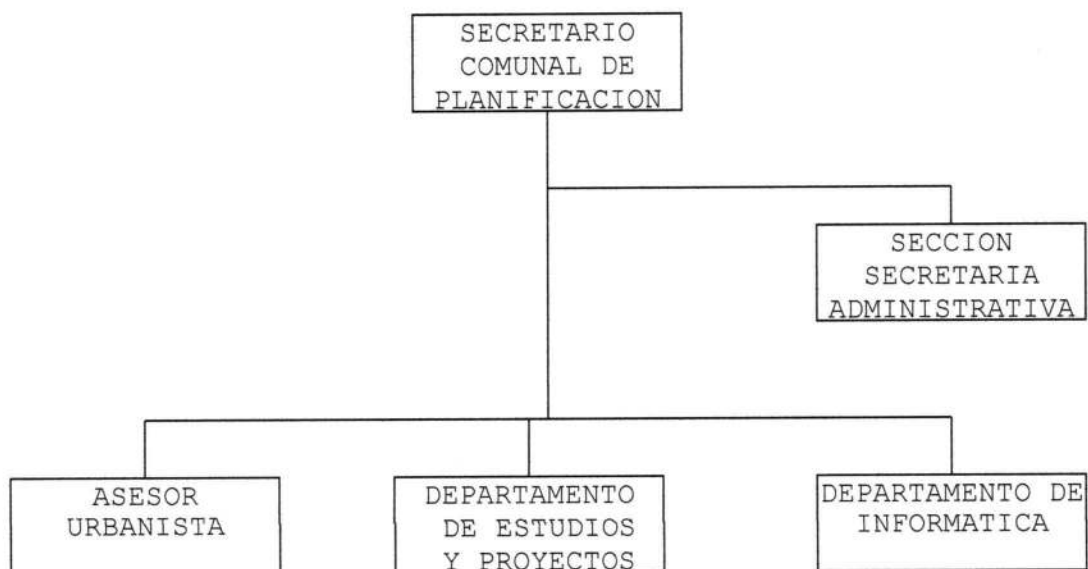 SECRETARIO
COMUNAL DE
PLANIFICACION
SECCION
SECRETARIA
ADMINISTRATIVA
ASESOR
URBANISTA
DEPARTAMENTO
DE ESTUDIOS
Y PROYECTOS
DEPARTAMENTO DE
INFORMATICA